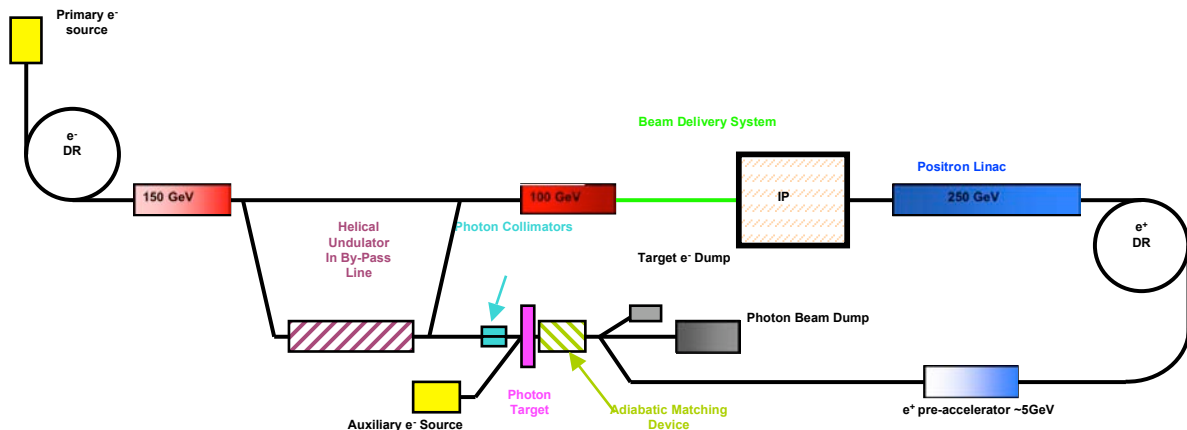 Primary e⁻
source
e⁻
DR
150 GeV
Helical
Undulator
In By-Pass
Line
Photon Collimators
100 GeV
Beam Delivery System
IP
Positron Linac
250 GeV
e⁺
DR
Target e⁻ Dump
Photon Beam Dump
Auxiliary e⁻ Source
Photon
Target
Adiabatic Matching
Device
e⁺ pre-accelerator ~5GeV